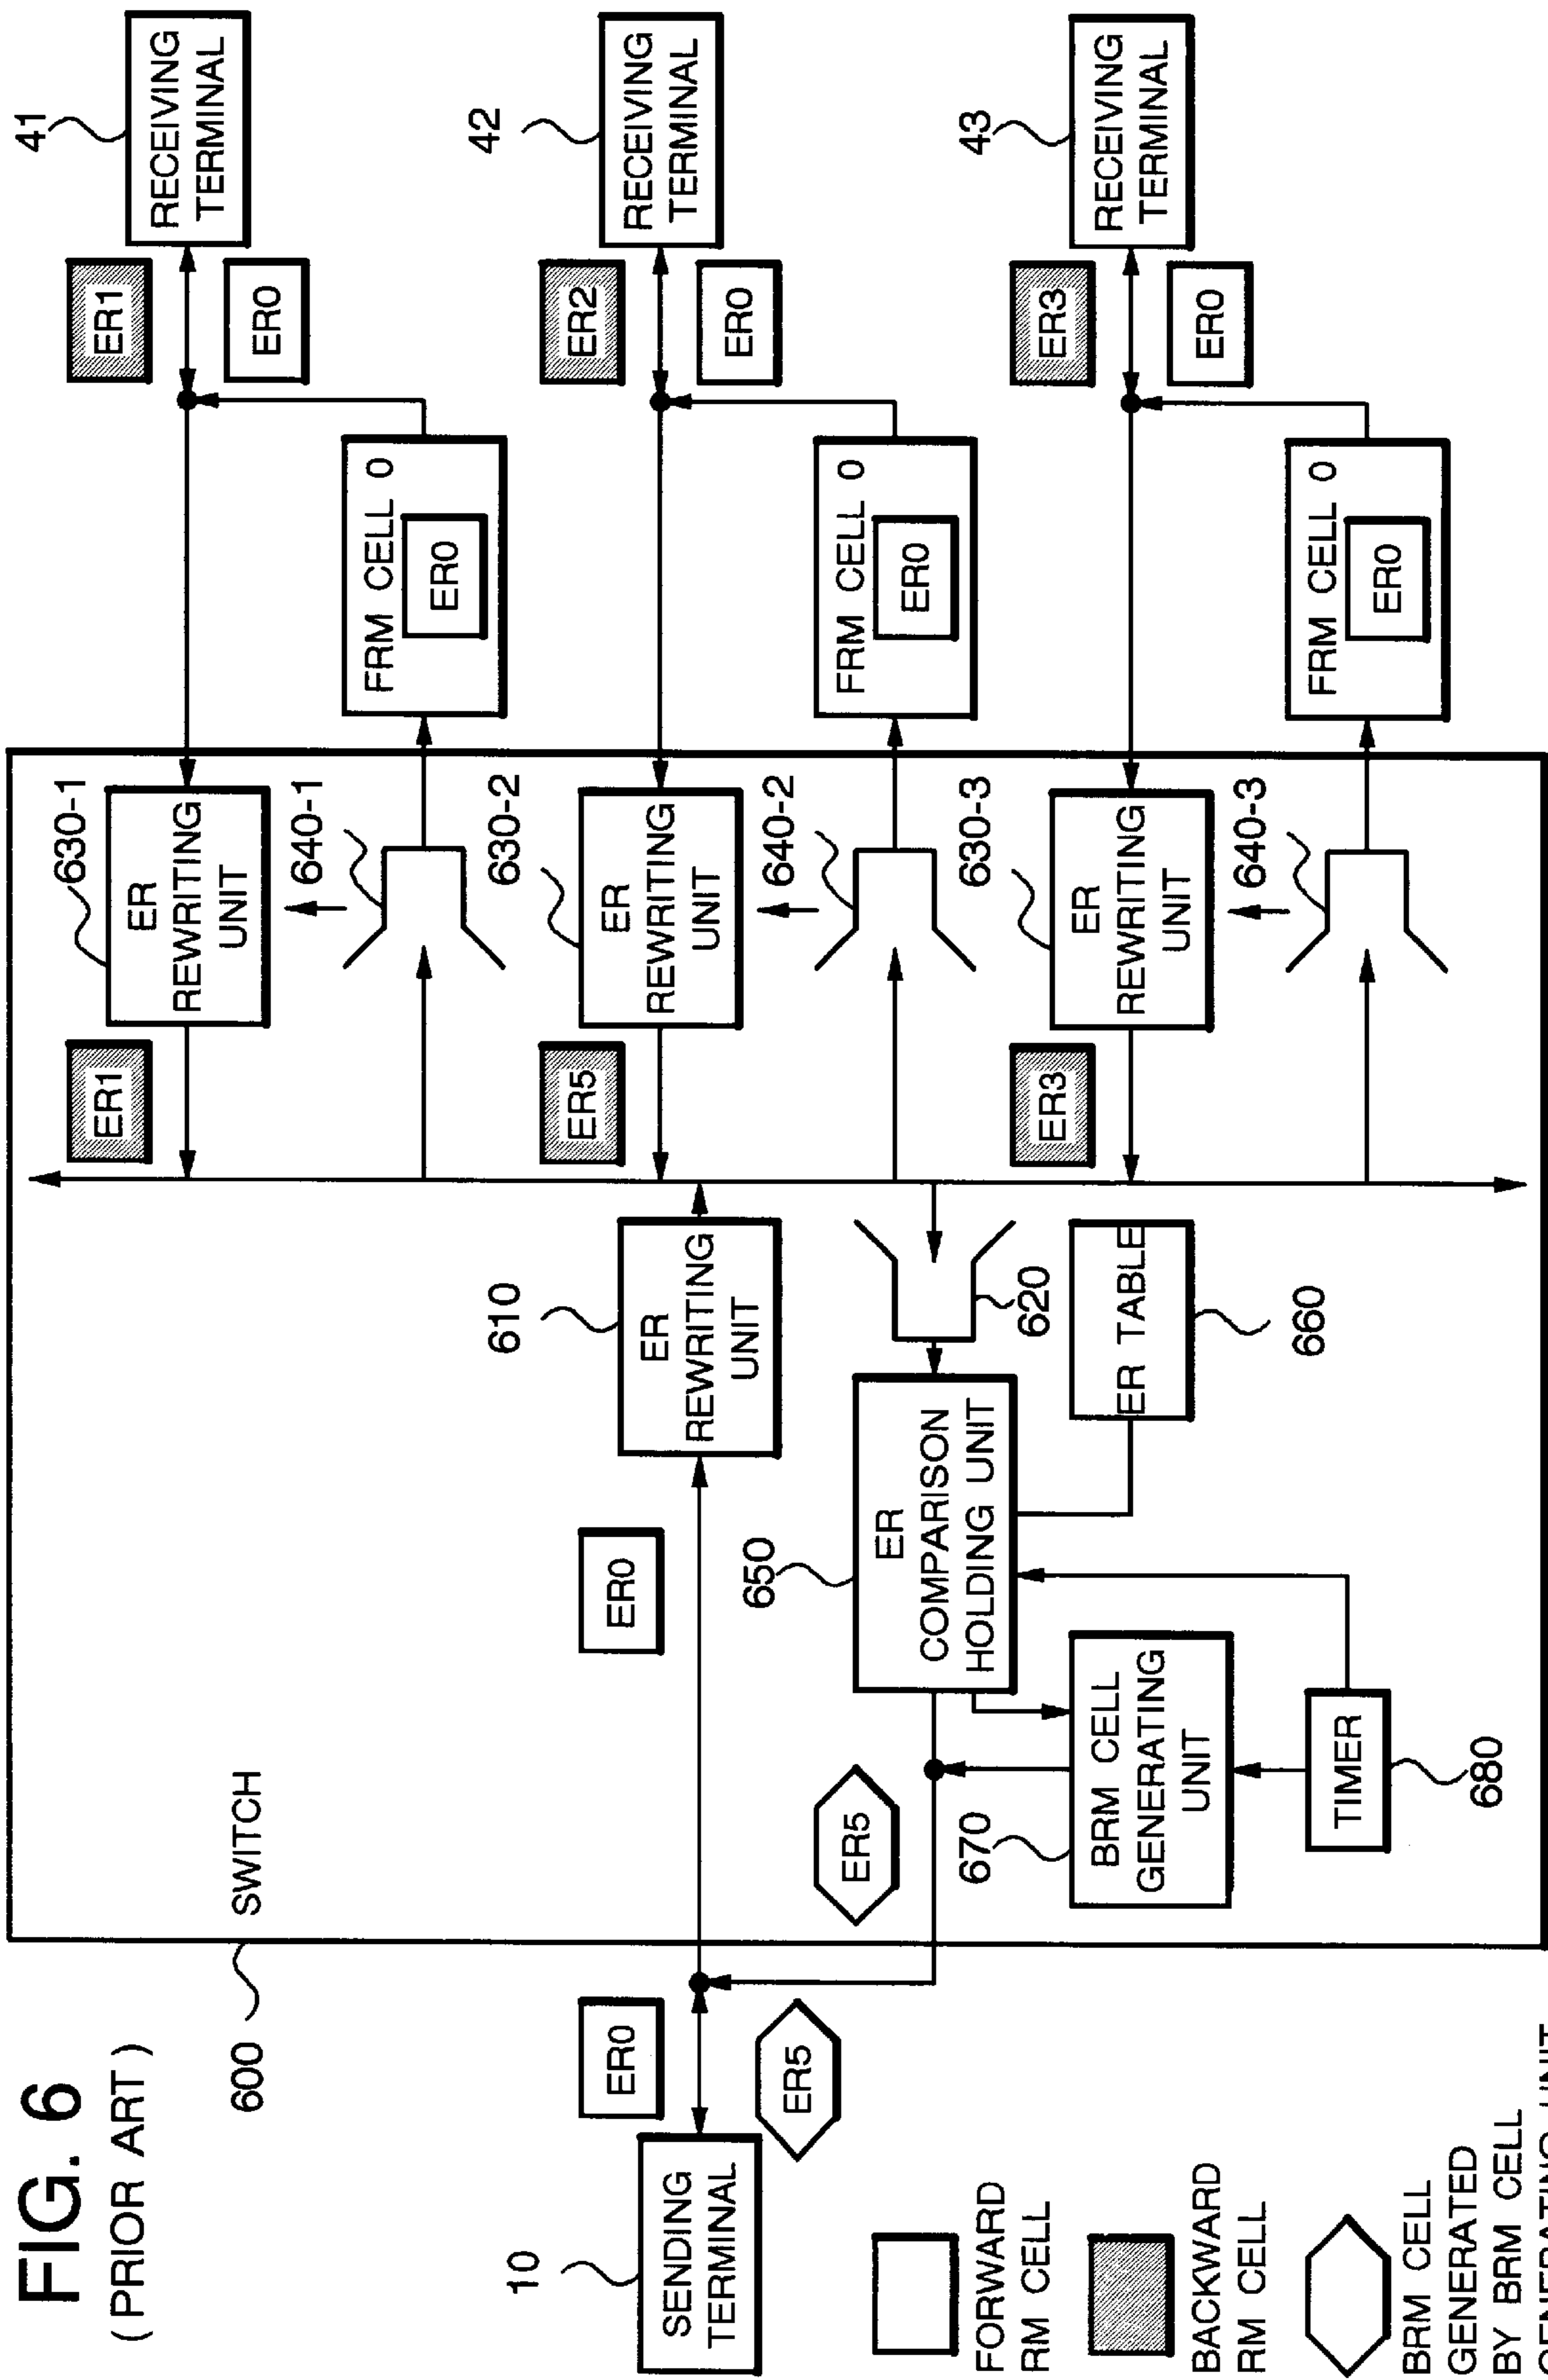 FIG. 6
( PRIOR ART )
600
SWITCH
10
SENDING
TERMINAL
ER0
ER5
ER0
610
ER
REWRITING
UNIT
620
650
ER
COMPARISON
HOLDING UNIT
ER5
660
ER TABLE
670
BRM CELL
GENERATING
UNIT
TIMER
680
ER1
630-1
ER
REWRITING
UNIT
640-1
FRM CELL 0
ER0
ER1
ER0
41
RECEIVING
TERMINAL
ER5
630-2
ER
REWRITING
UNIT
640-2
FRM CELL 0
ER0
ER2
ER0
42
RECEIVING
TERMINAL
ER3
630-3
ER
REWRITING
UNIT
640-3
FRM CELL 0
ER0
ER3
ER0
43
RECEIVING
TERMINAL
FORWARD
RM CELL
BACKWARD
RM CELL
BRM CELL
GENERATED
BY BRM CELL
GENERATING UNIT